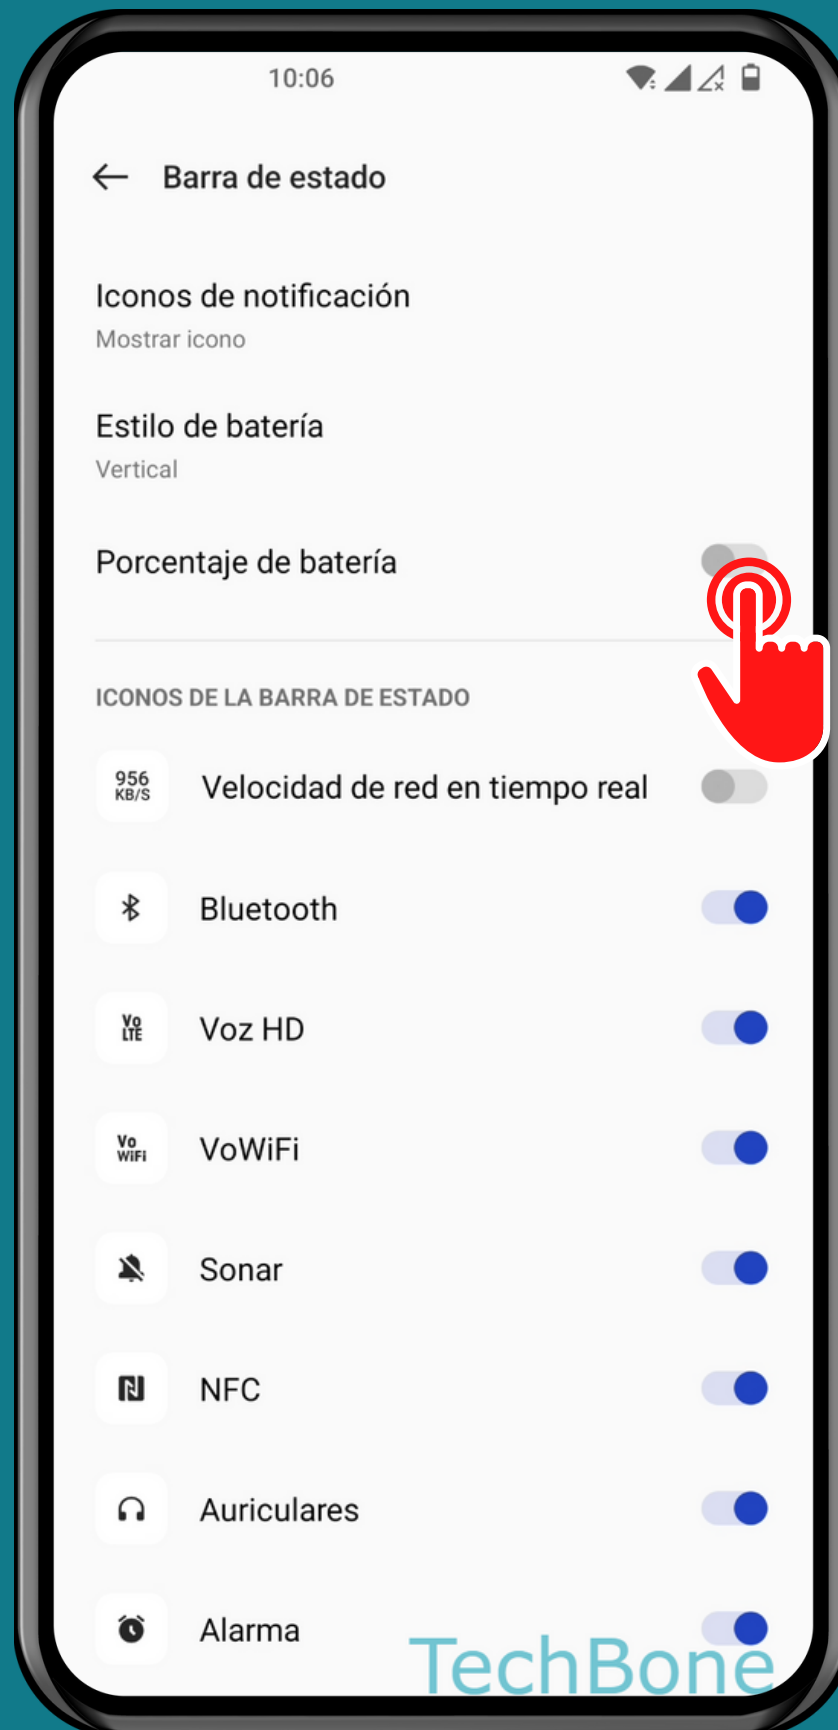 10:06
Barra de estado
Iconos de notificación
Mostrar icono
Estilo de batería
Vertical
Porcentaje de batería
ICONOS DE LA BARRA DE ESTADO
956
KB/S
Velocidad de red en tiempo real
Bluetooth
Vo
LTE
Voz HD
Vo
WiFi
VoWiFi
Sonar
NFC
Auriculares
Alarma
TechBone